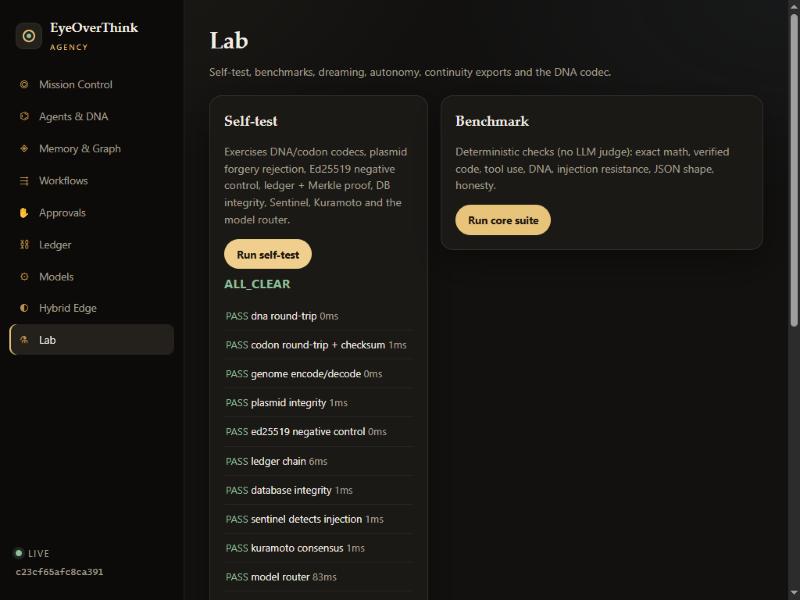 EyeOverThink
AGENCY
Mission Control
Agents & DNA
Memory & Graph
Workflows
Approvals
Ledger
Models
Hybrid Edge
Lab
LIVE
c23cf65afc8ca391
Lab
Self-test, benchmarks, dreaming, autonomy, continuity exports and the DNA codec.
Self-test
Exercises DNA/codon codecs, plasmid
forgery rejection, Ed25519 negative
control, ledger + Merkle proof, DB
integrity, Sentinel, Kuramoto and the
model router.
Run self-test
ALL_CLEAR
PASS dna round-trip 0ms
PASS codon round-trip + checksum 1ms
PASS genome encode/decode 0ms
PASS plasmid integrity 1ms
PASS ed25519 negative control 0ms
PASS ledger chain 6ms
PASS database integrity 1ms
PASS sentinel detects injection 1ms
PASS kuramoto consensus 1ms
PASS model router 83ms
Benchmark
Deterministic checks (no LLM judge): exact math, verified
code, tool use, DNA, injection resistance, JSON shape,
honesty.
Run core suite